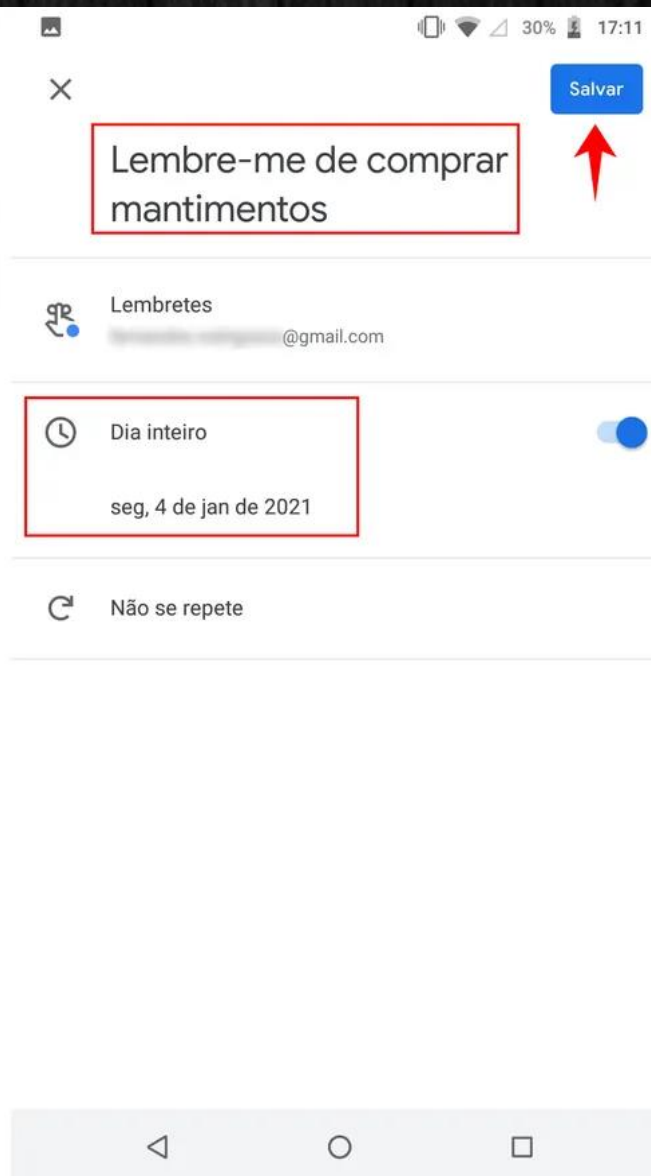 30% 17:11
Salvar
Lembre-me de comprar
mantimentos
Lembretes
@gmail.com
Dia inteiro
seg, 4 de jan de 2021
Não se repete